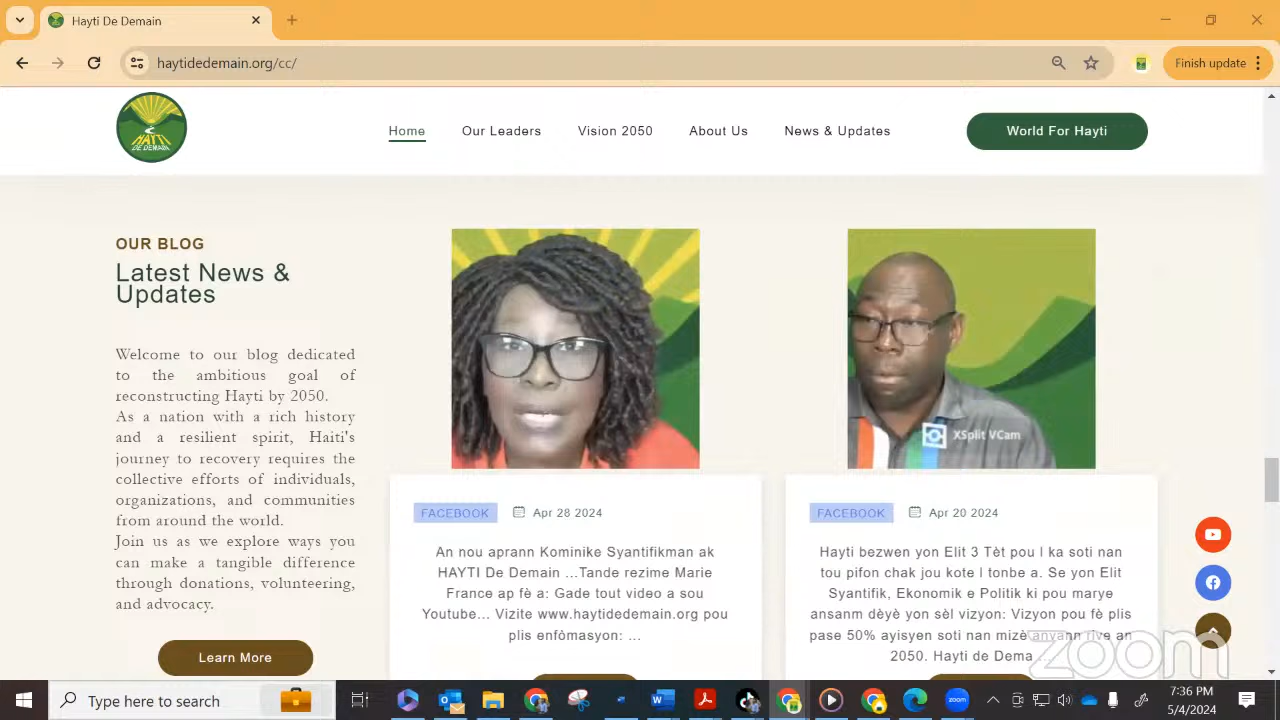 Hayti De Demain
haytidedemain.org/cc/
Finish update
HAYTI
DE DEMAIN
Home
Our Leaders
Vision 2050
About Us
News & Updates
World For Hayti
OUR BLOG
Latest News &
Updates
Welcome to our blog dedicated
to the ambitious goal of
reconstructing Hayti by 2050.
As a nation with a rich history
and a resilient spirit, Haiti's
journey to recovery requires the
collective efforts of individuals,
organizations, and communities
from around the world.
Join us as we explore ways you
can make a tangible difference
through donations, volunteering,
and advocacy.
Learn More
FACEBOOK
Apr 28 2024
An nou aprann Kominike Syantifikman ak
HAYTI De Demain ...Tande rezime Marie
France ap fè a: Gade tout video a sou
Youtube... Vizite www.haytidedemain.org pou
plis enfòmasyon: ...
XSplit VCam
FACEBOOK
Apr 20 2024
Hayti bezwen yon Elit 3 Tèt pou l ka soti nan
tou pifon chak jou kote l tonbe a. Se yon Elit
Syantifik, Ekonomik e Politik ki pou marye
ansanm dèyè yon sèl vizyon: Vizyon pou fè plis
pase 50% ayisyen soti nan mizè anvann rive an
2050. Hayti de Dema ...
zoom
Type here to search
zoom
7:36 PM
5/4/2024